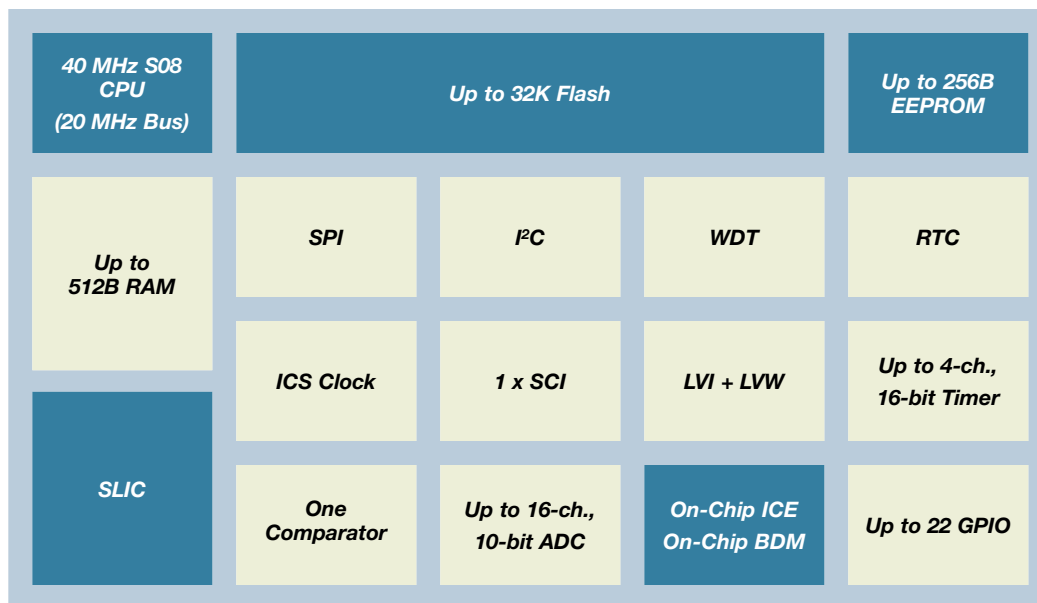 40 MHz S08
CPU
(20 MHz Bus)
Up to 32K Flash
Up to 256B
EEPROM
Up to
512B RAM
SPI
I²C
WDT
RTC
ICS Clock
1 x SCI
LVI + LVW
Up to 4-ch.,
16-bit Timer
SLIC
One
Comparator
Up to 16-ch.,
10-bit ADC
On-Chip ICE
On-Chip BDM
Up to 22 GPIO